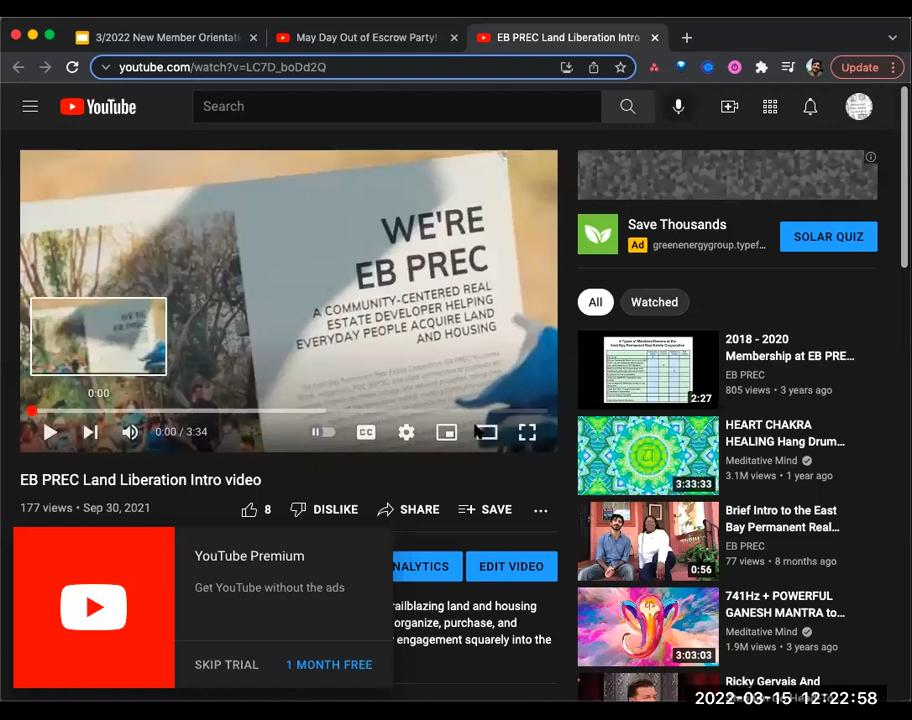 3/2022 New Member Orientati
May Day Out of Escrow Party!
EB PREC Land Liberation Intro
youtube.com/watch?v=LC7D_boDd2Q
Update
YouTube
Search
WE'RE
EB PREC
A COMMUNITY-CENTERED REAL
ESTATE DEVELOPER HELPING
EVERYDAY PEOPLE ACQUIRE LAND
AND HOUSING
0:00
0:00 / 3:34
CC
EB PREC Land Liberation Intro video
177 views • Sep 30, 2021
8
DISLIKE
SHARE
SAVE
NALYTICS
EDIT VIDEO
railblazing land and housing
organize, purchase, and
engagement squarely into the
YouTube Premium
Get YouTube without the ads
SKIP TRIAL
1 MONTH FREE
Save Thousands
Ad greenenergygroup.typef...
SOLAR QUIZ
All
Watched
2018 - 2020
Membership at EB PRE...
EB PREC
805 views • 3 years ago
2:27
HEART CHAKRA
HEALING Hang Drum...
Meditative Mind
3.1M views • 1 year ago
3:33:33
Brief Intro to the East
Bay Permanent Real...
EB PREC
77 views • 8 months ago
0:56
741Hz + POWERFUL
GANESH MANTRA to...
Meditative Mind
1.9M views • 3 years ago
3:03:03
Ricky Gervais And
2022-03-15 12:22:58